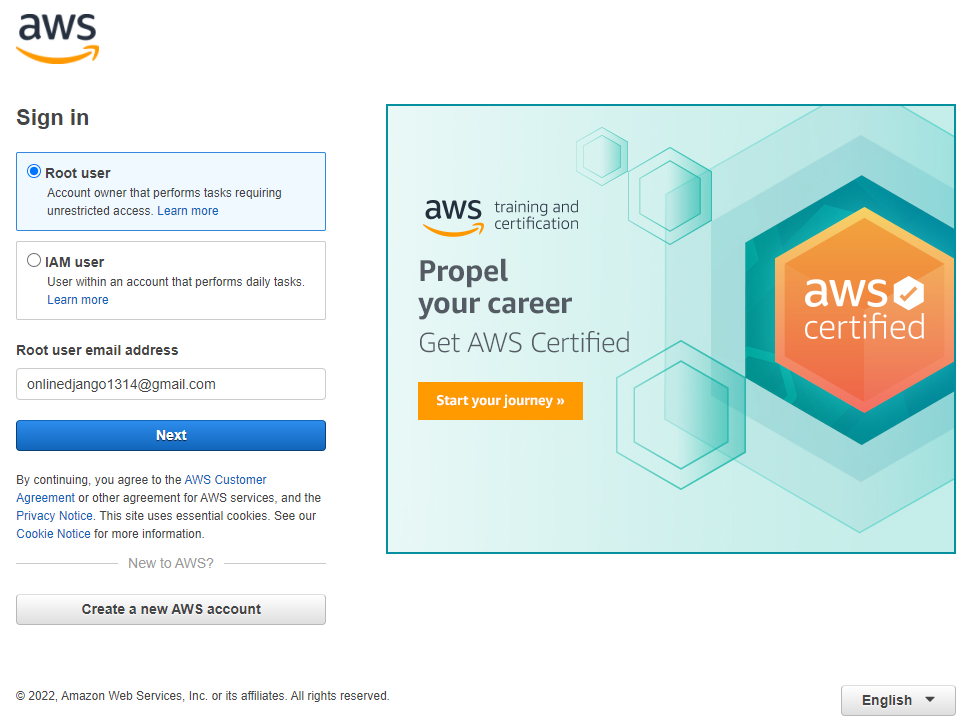 aws
Sign in
Root user
Account owner that performs tasks requiring
unrestricted access. Learn more
IAM user
User within an account that performs daily tasks.
Learn more
Root user email address
onlinedjango1314@gmail.com
Next
By continuing, you agree to the AWS Customer
Agreement or other agreement for AWS services, and the
Privacy Notice. This site uses essential cookies. See our
Cookie Notice for more information.
New to AWS?
Create a new AWS account
aws training and
certification
Propel
your career
Get AWS Certified
Start your journey »
aws
certified
© 2022, Amazon Web Services, Inc. or its affiliates. All rights reserved.
English